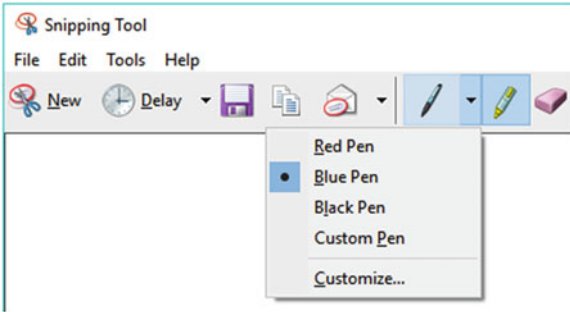 Snipping Tool
File Edit Tools Help
New Delay
Red Pen
Blue Pen
Black Pen
Custom Pen
Customize...